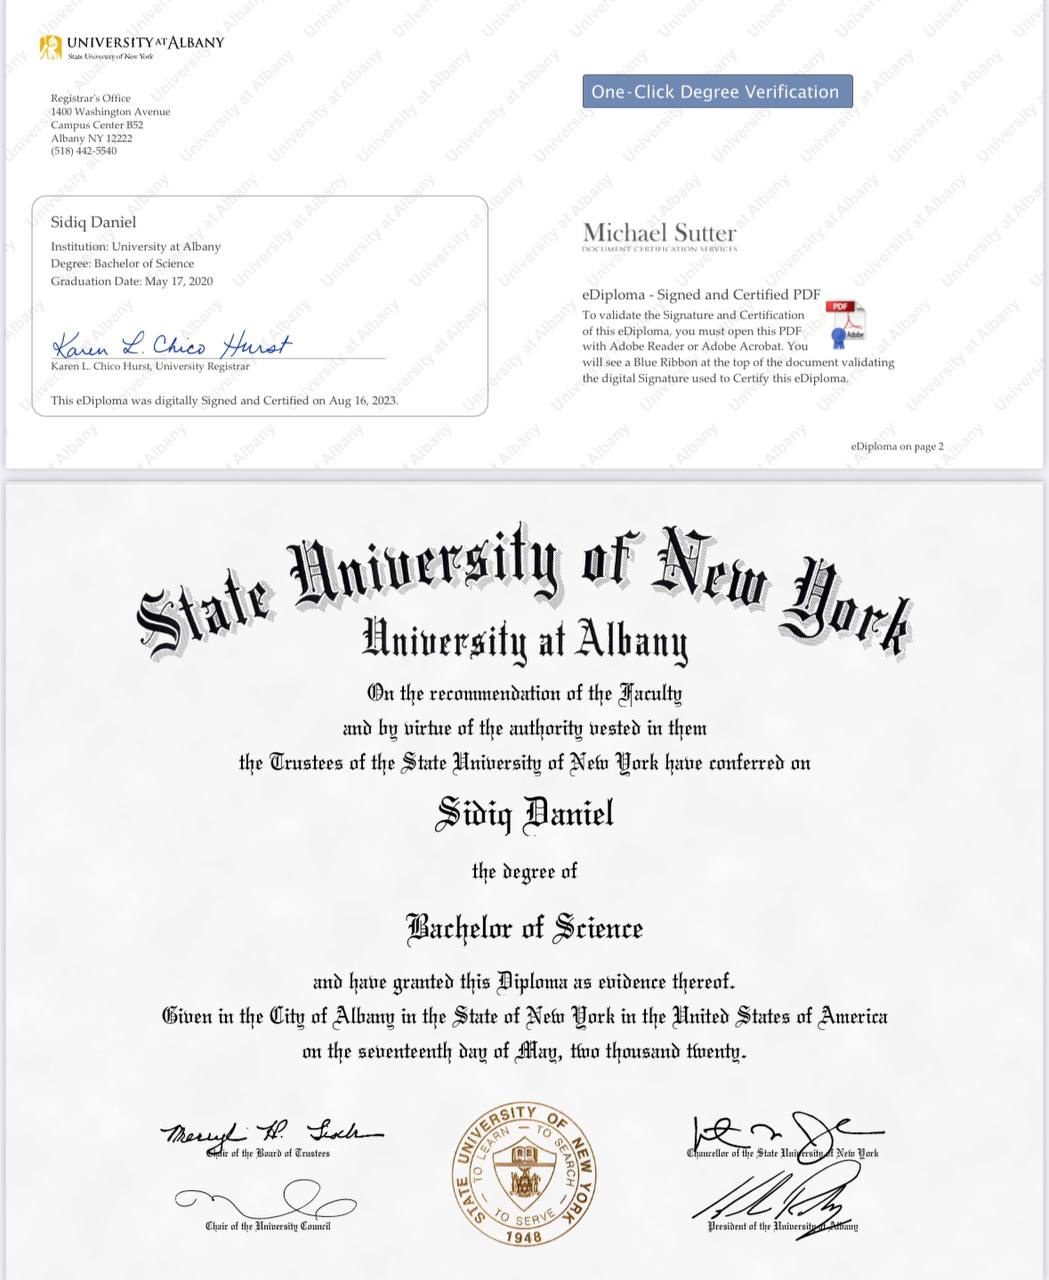 UNIVERSITY AT ALBANY
State University of New York
Registrar's Office
1400 Washington Avenue
Campus Center B52
Albany NY 12222
(518) 442-5540
One-Click Degree Verification
Sidiq Daniel
Institution: University at Albany
Degree: Bachelor of Science
Graduation Date: May 17, 2020
Karen L. Chico Hurst
Karen L. Chico Hurst, University Registrar
This eDiploma was digitally Signed and Certified on Aug 16, 2023.
Michael Sutter
DOCUMENT CERTIFICATION SERVICES
eDiploma - Signed and Certified PDF
To validate the Signature and Certification
of this eDiploma, you must open this PDF
with Adobe Reader or Adobe Acrobat. You
will see a Blue Ribbon at the top of the document validating
the digital Signature used to Certify this eDiploma.
PDF
Adobe
eDiploma on page 2
University at Albany
State University of New York
University at Albany
On the recommendation of the Faculty
and by virtue of the authority vested in them
the Trustees of the State University of New York have conferred on
Sidiq Daniel
the degree of
Bachelor of Science
and have granted this Diploma as evidence thereof.
Given in the City of Albany in the State of New York in the United States of America
on the seventeenth day of May, two thousand twenty.
Chair of the Board of Trustees
Chair of the University Council
STATE UNIVERSITY OF NEW YORK
TO LEARN — TO SEARCH — TO SERVE
1948
Chancellor of the State University of New York
President of the University at Albany